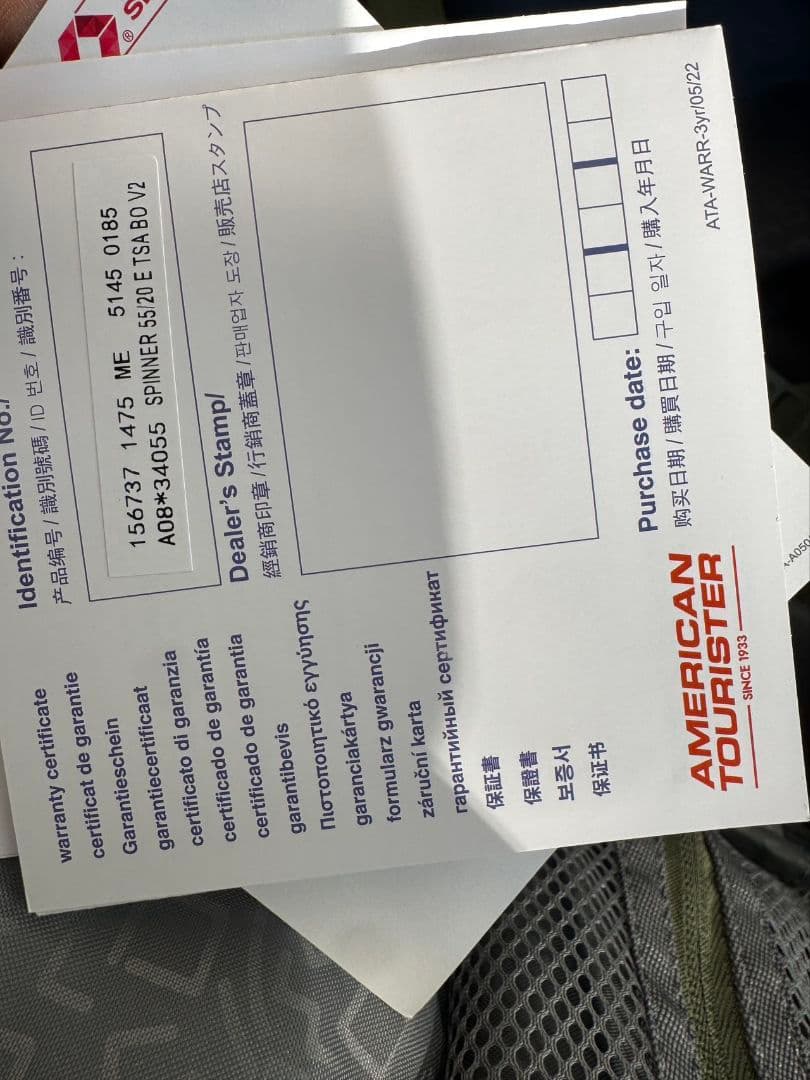 warranty certificate
certificat de garantie
Garantieschein
garantiecertificaat
certificato di garanzia
certificado de garantía
certificado de garantia
garantibevis
Πιστοποιητικό εγγύησης
garanciakártya
formularz gwarancji
záruční karta
гарантийный сертификат
保証書
保證書
보증서
保证书
AMERICAN
TOURISTER
SINCE 1933
Identification No./
产品编号 / 識別號碼 / ID 번호 / 識別番号 :
156737 1475 ME 5145 0185
A08*34055 SPINNER 55/20 E TSA BO V2
Dealer's Stamp/
經銷商印章 / 行銷商蓋章 / 판매업자 도장 / 販売店スタンプ
Purchase date:
购买日期 / 購買日期 / 구입 일자 / 購入年月日
ATA-WARR-3yr/05/22